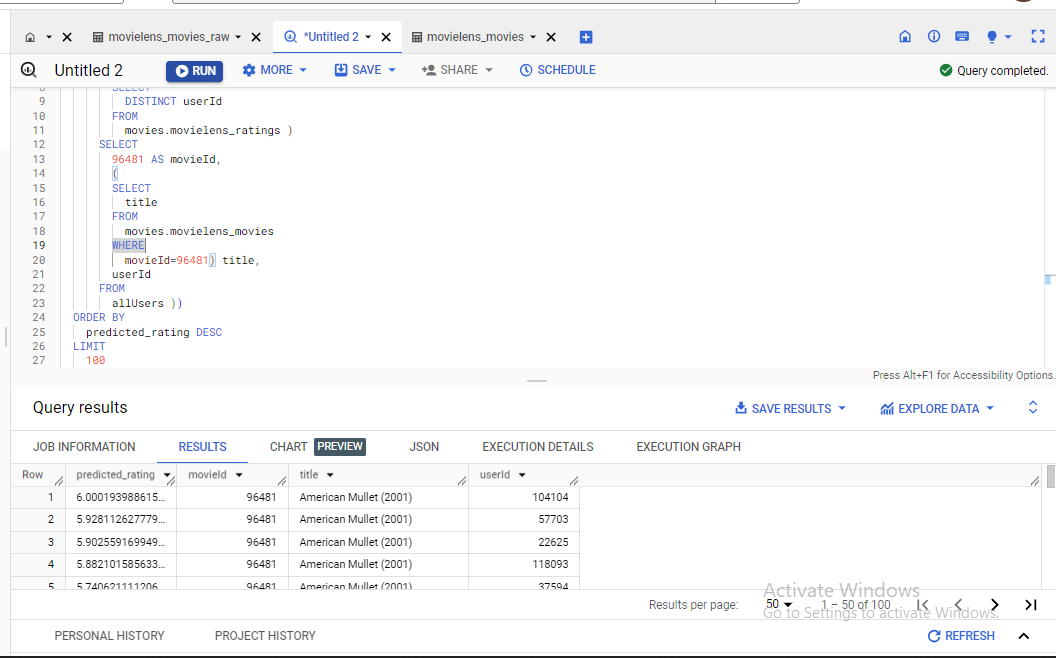 movielens_movies_raw *Untitled 2 movielens_movies
Untitled 2 RUN MORE SAVE SHARE SCHEDULE Query completed.
8 SELECT
9 DISTINCT userId
10 FROM
11 movies.movielens_ratings )
12 SELECT
13 96481 AS movieId,
14 (
15 SELECT
16 title
17 FROM
18 movies.movielens_movies
19 WHERE
20 movieId=96481) title,
21 userId
22 FROM
23 allUsers ))
24 ORDER BY
25 predicted_rating DESC
26 LIMIT
27 100
Press Alt+F1 for Accessibility Options.
Query results SAVE RESULTS EXPLORE DATA
JOB INFORMATION RESULTS CHART PREVIEW JSON EXECUTION DETAILS EXECUTION GRAPH
Row predicted_rating movieId title userId
1 6.000193988615... 96481 American Mullet (2001) 104104
2 5.928112627779... 96481 American Mullet (2001) 57703
3 5.902559169949... 96481 American Mullet (2001) 22625
4 5.882101585633... 96481 American Mullet (2001) 118093
5 5.740621111206... 96481 American Mullet (2001) 37594
Activate Windows
Results per page: 50 1 – 50 of 100
Go to Settings to activate Windows.
PERSONAL HISTORY PROJECT HISTORY REFRESH